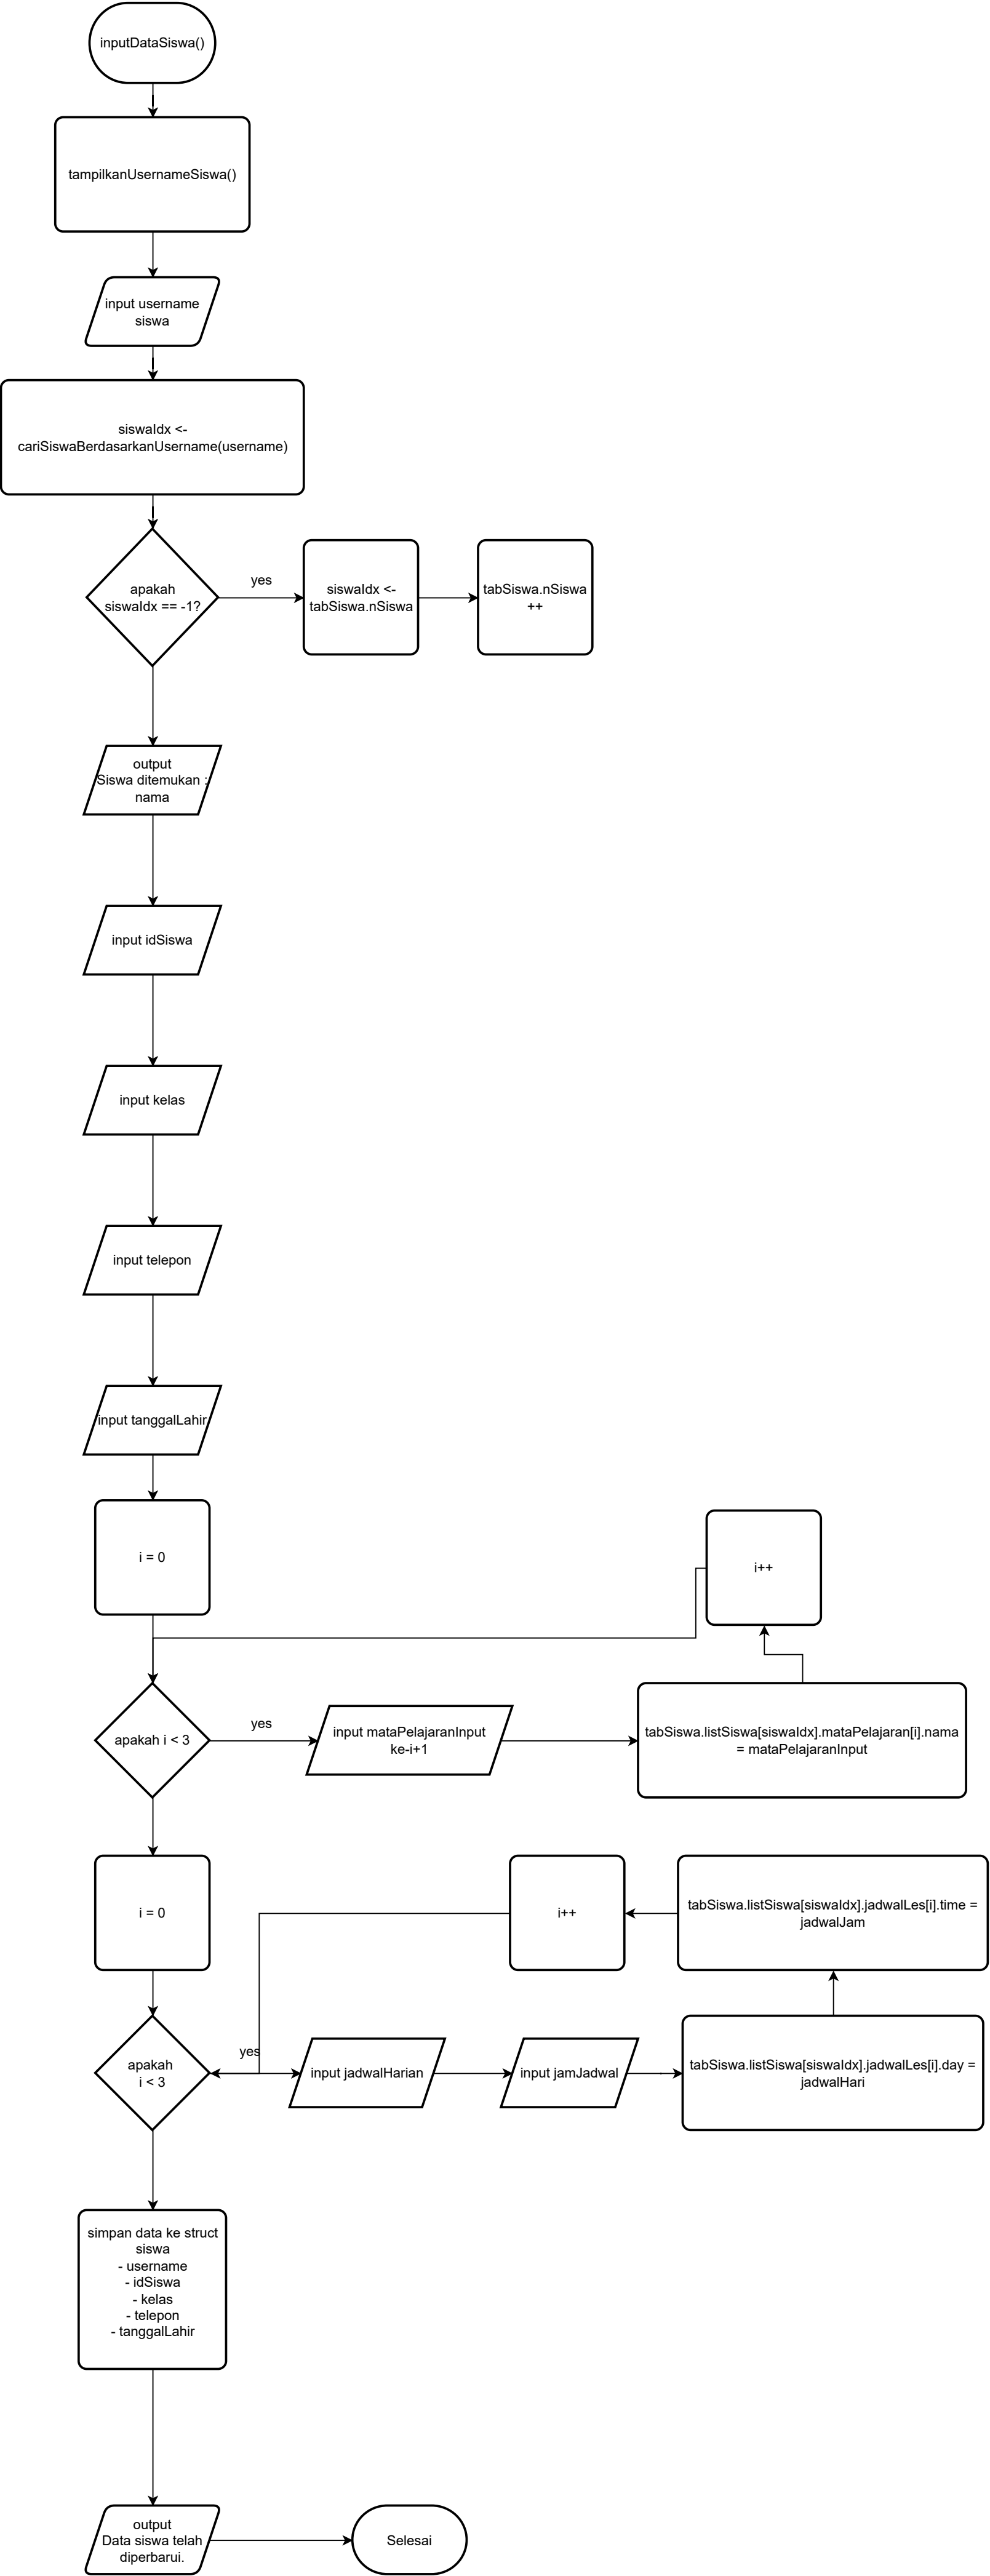 inputDataSiswa()
tampilkanUsernameSiswa()
input username
siswa
siswaIdx <-
cariSiswaBerdasarkanUsername(username)
apakah
siswaIdx == -1?
yes
siswaIdx <-
tabSiswa.nSiswa
tabSiswa.nSiswa
++
output
Siswa ditemukan :
nama
input idSiswa
input kelas
input telepon
input tanggalLahir
i = 0
i++
apakah i < 3
yes
input mataPelajaranInput
ke-i+1
tabSiswa.listSiswa[siswaIdx].mataPelajaran[i].nama
= mataPelajaranInput
i = 0
i++
tabSiswa.listSiswa[siswaIdx].jadwalLes[i].time =
jadwalJam
apakah
i < 3
yes
input jadwalHarian
input jamJadwal
tabSiswa.listSiswa[siswaIdx].jadwalLes[i].day =
jadwalHari
simpan data ke struct
siswa
- username
- idSiswa
- kelas
- telepon
- tanggalLahir
output
Data siswa telah
diperbarui.
Selesai